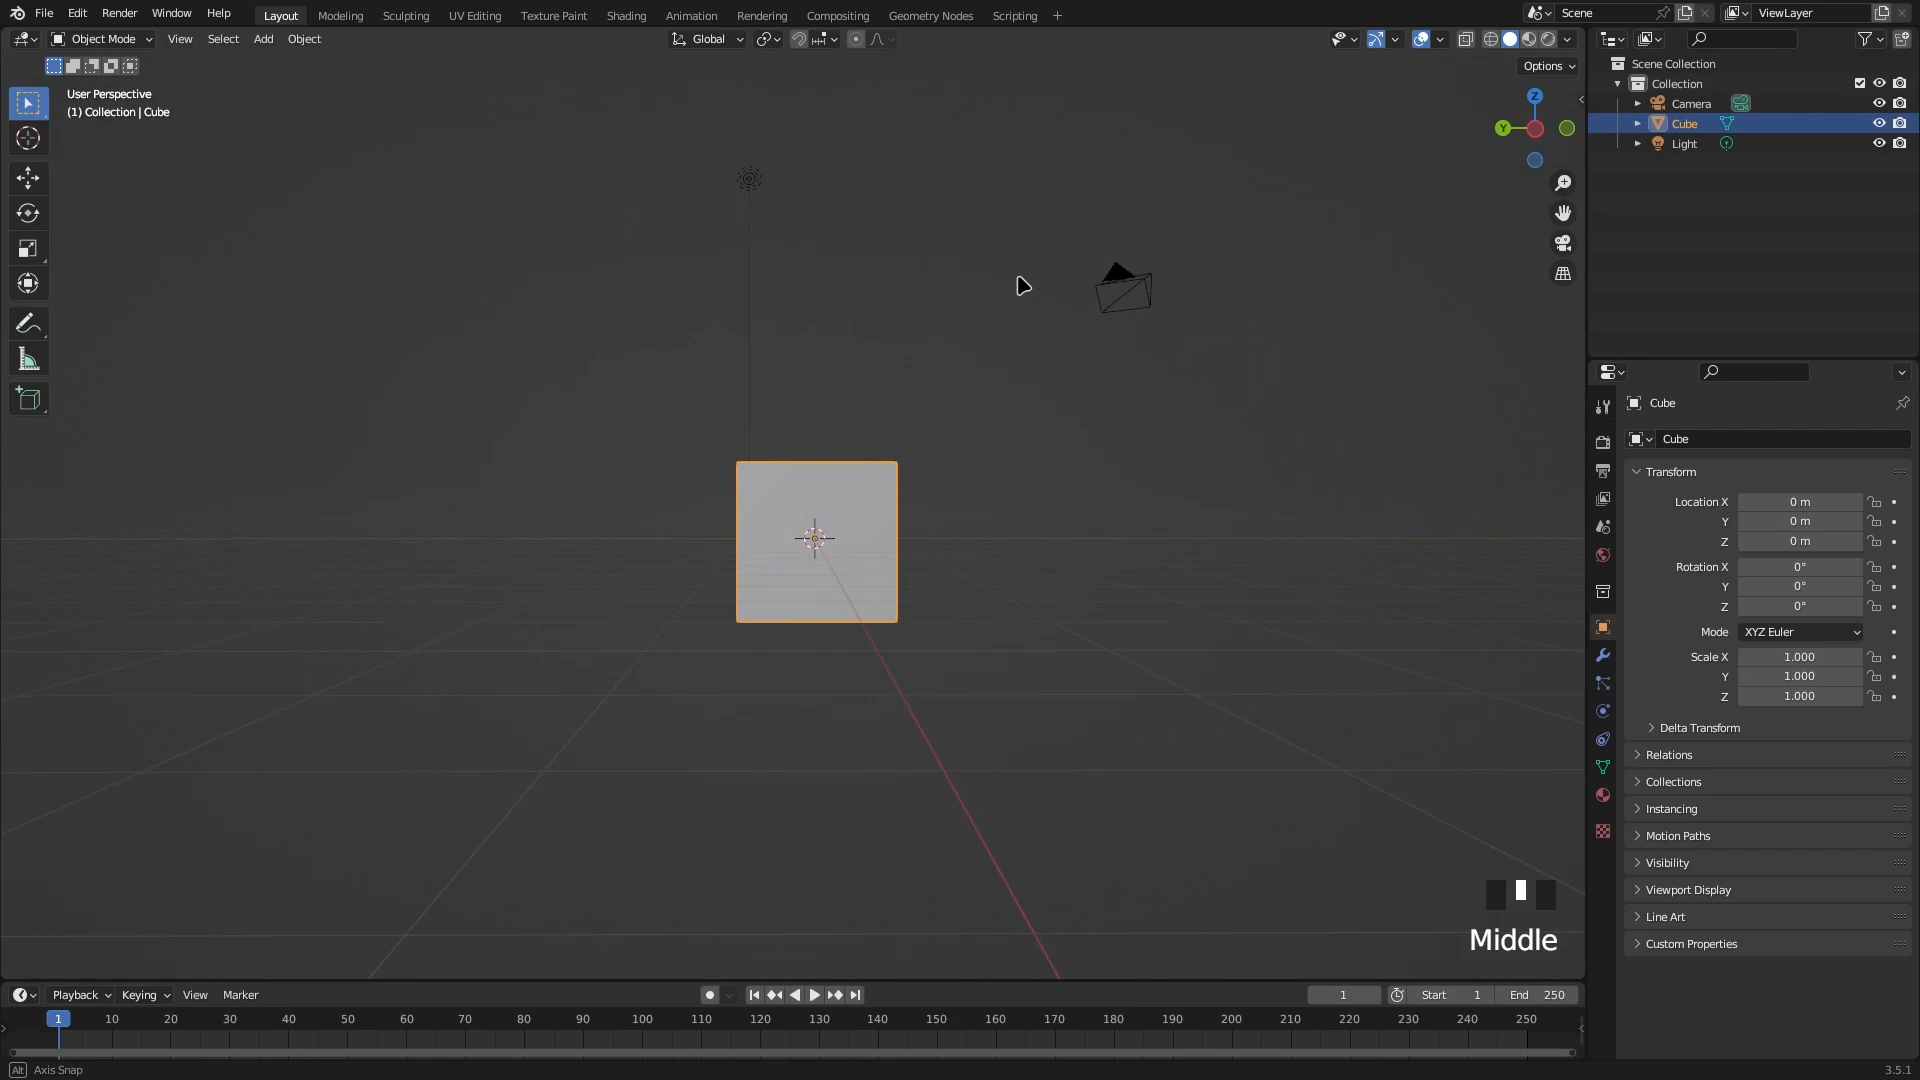 File Edit Render Window Help Layout Modeling Sculpting UV Editing Texture Paint Shading Animation Rendering Compositing Geometry Nodes Scripting Scene ViewLayer
Object Mode View Select Add Object Global
Options
User Perspective
(1) Collection | Cube
Z
Y
Scene Collection
Collection
Camera
Cube
Light
Cube
Cube
Transform
Location X 0 m
Y 0 m
Z 0 m
Rotation X 0°
Y 0°
Z 0°
Mode XYZ Euler
Scale X 1.000
Y 1.000
Z 1.000
Delta Transform
Relations
Collections
Instancing
Motion Paths
Visibility
Viewport Display
Line Art
Custom Properties
Middle
Playback Keying View Marker 1 Start 1 End 250
1 10 20 30 40 50 60 70 80 90 100 110 120 130 140 150 160 170 180 190 200 210 220 230 240 250
Alt Axis Snap 3.5.1